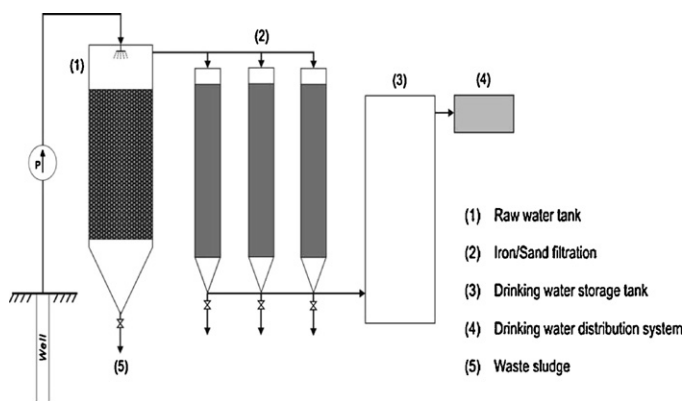 (2)
(1)
(3)
(4)
P
Well
(5)
(1) Raw water tank
(2) Iron/Sand filtration
(3) Drinking water storage tank
(4) Drinking water distribution system
(5) Waste sludge